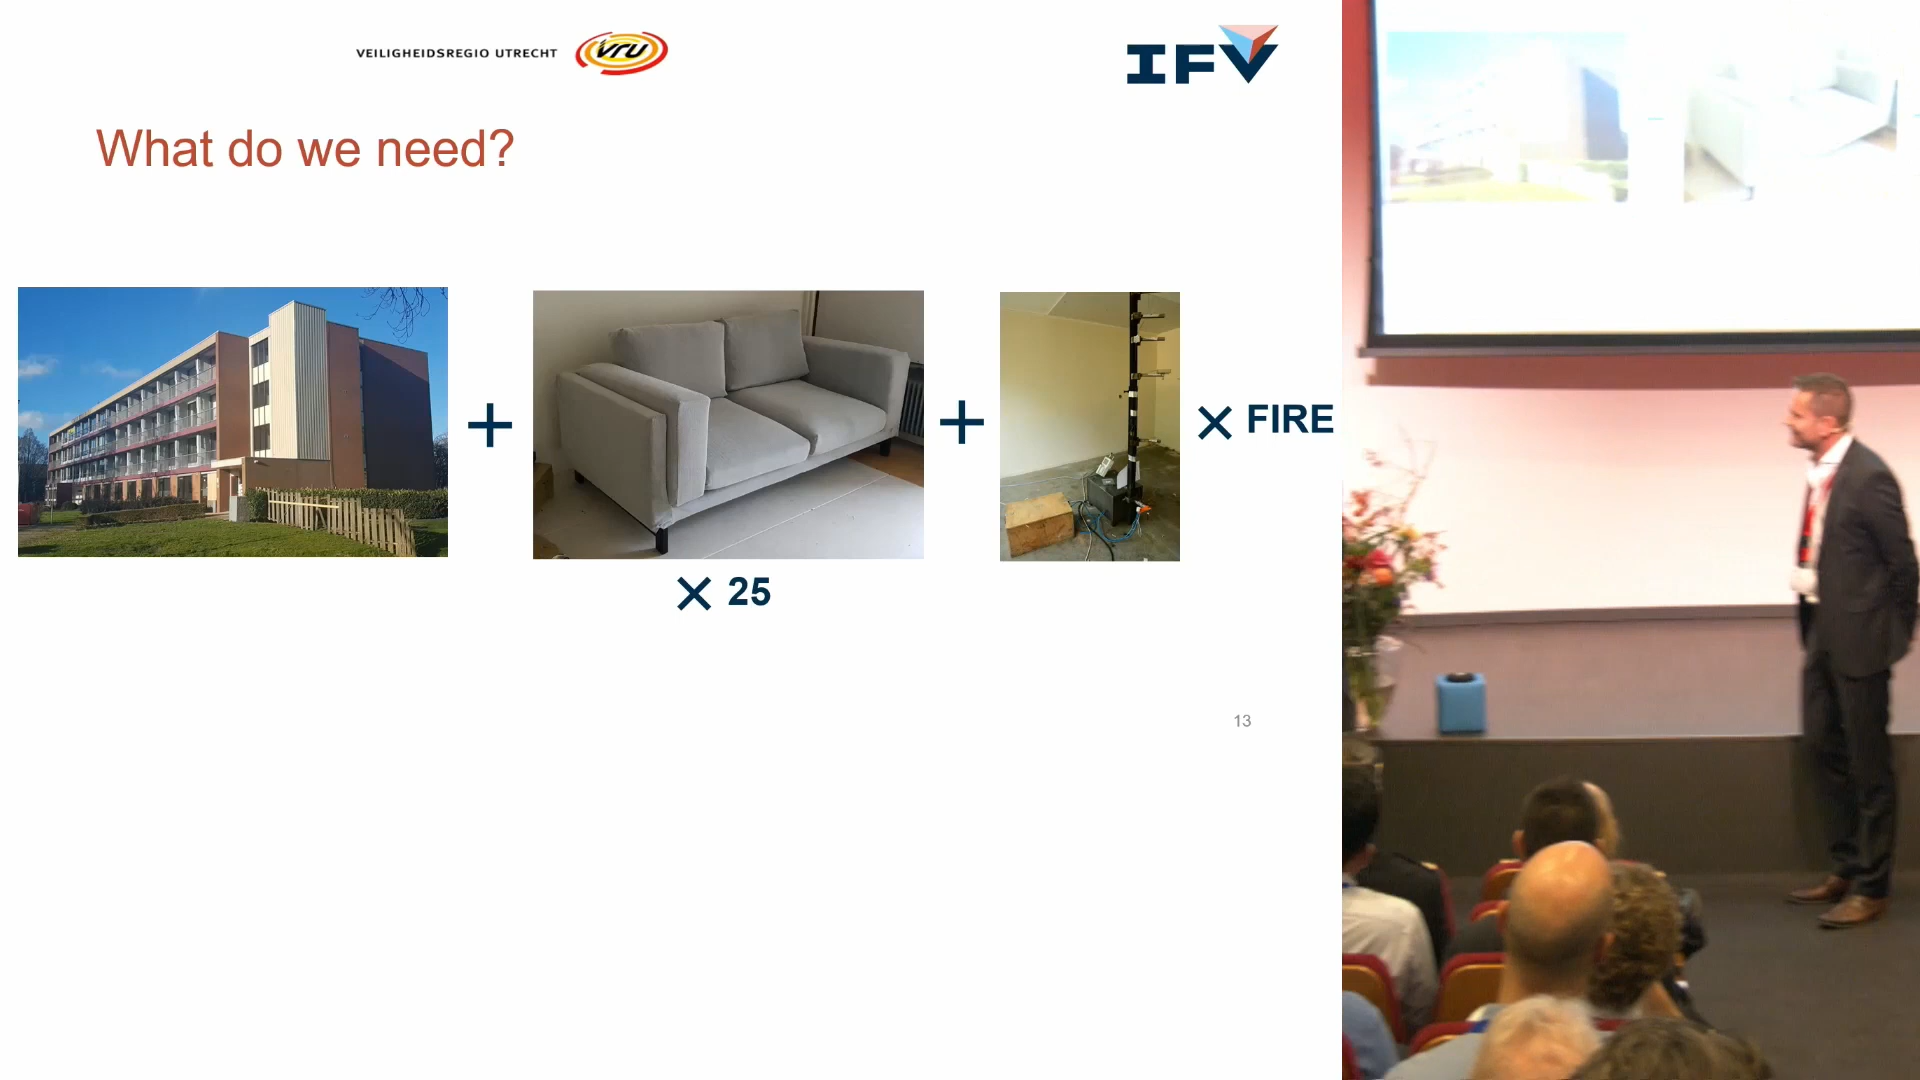 VEILIGHEIDSREGIO UTRECHT
vru
IFV
What do we need?
+
+
× FIRE
× 25
13